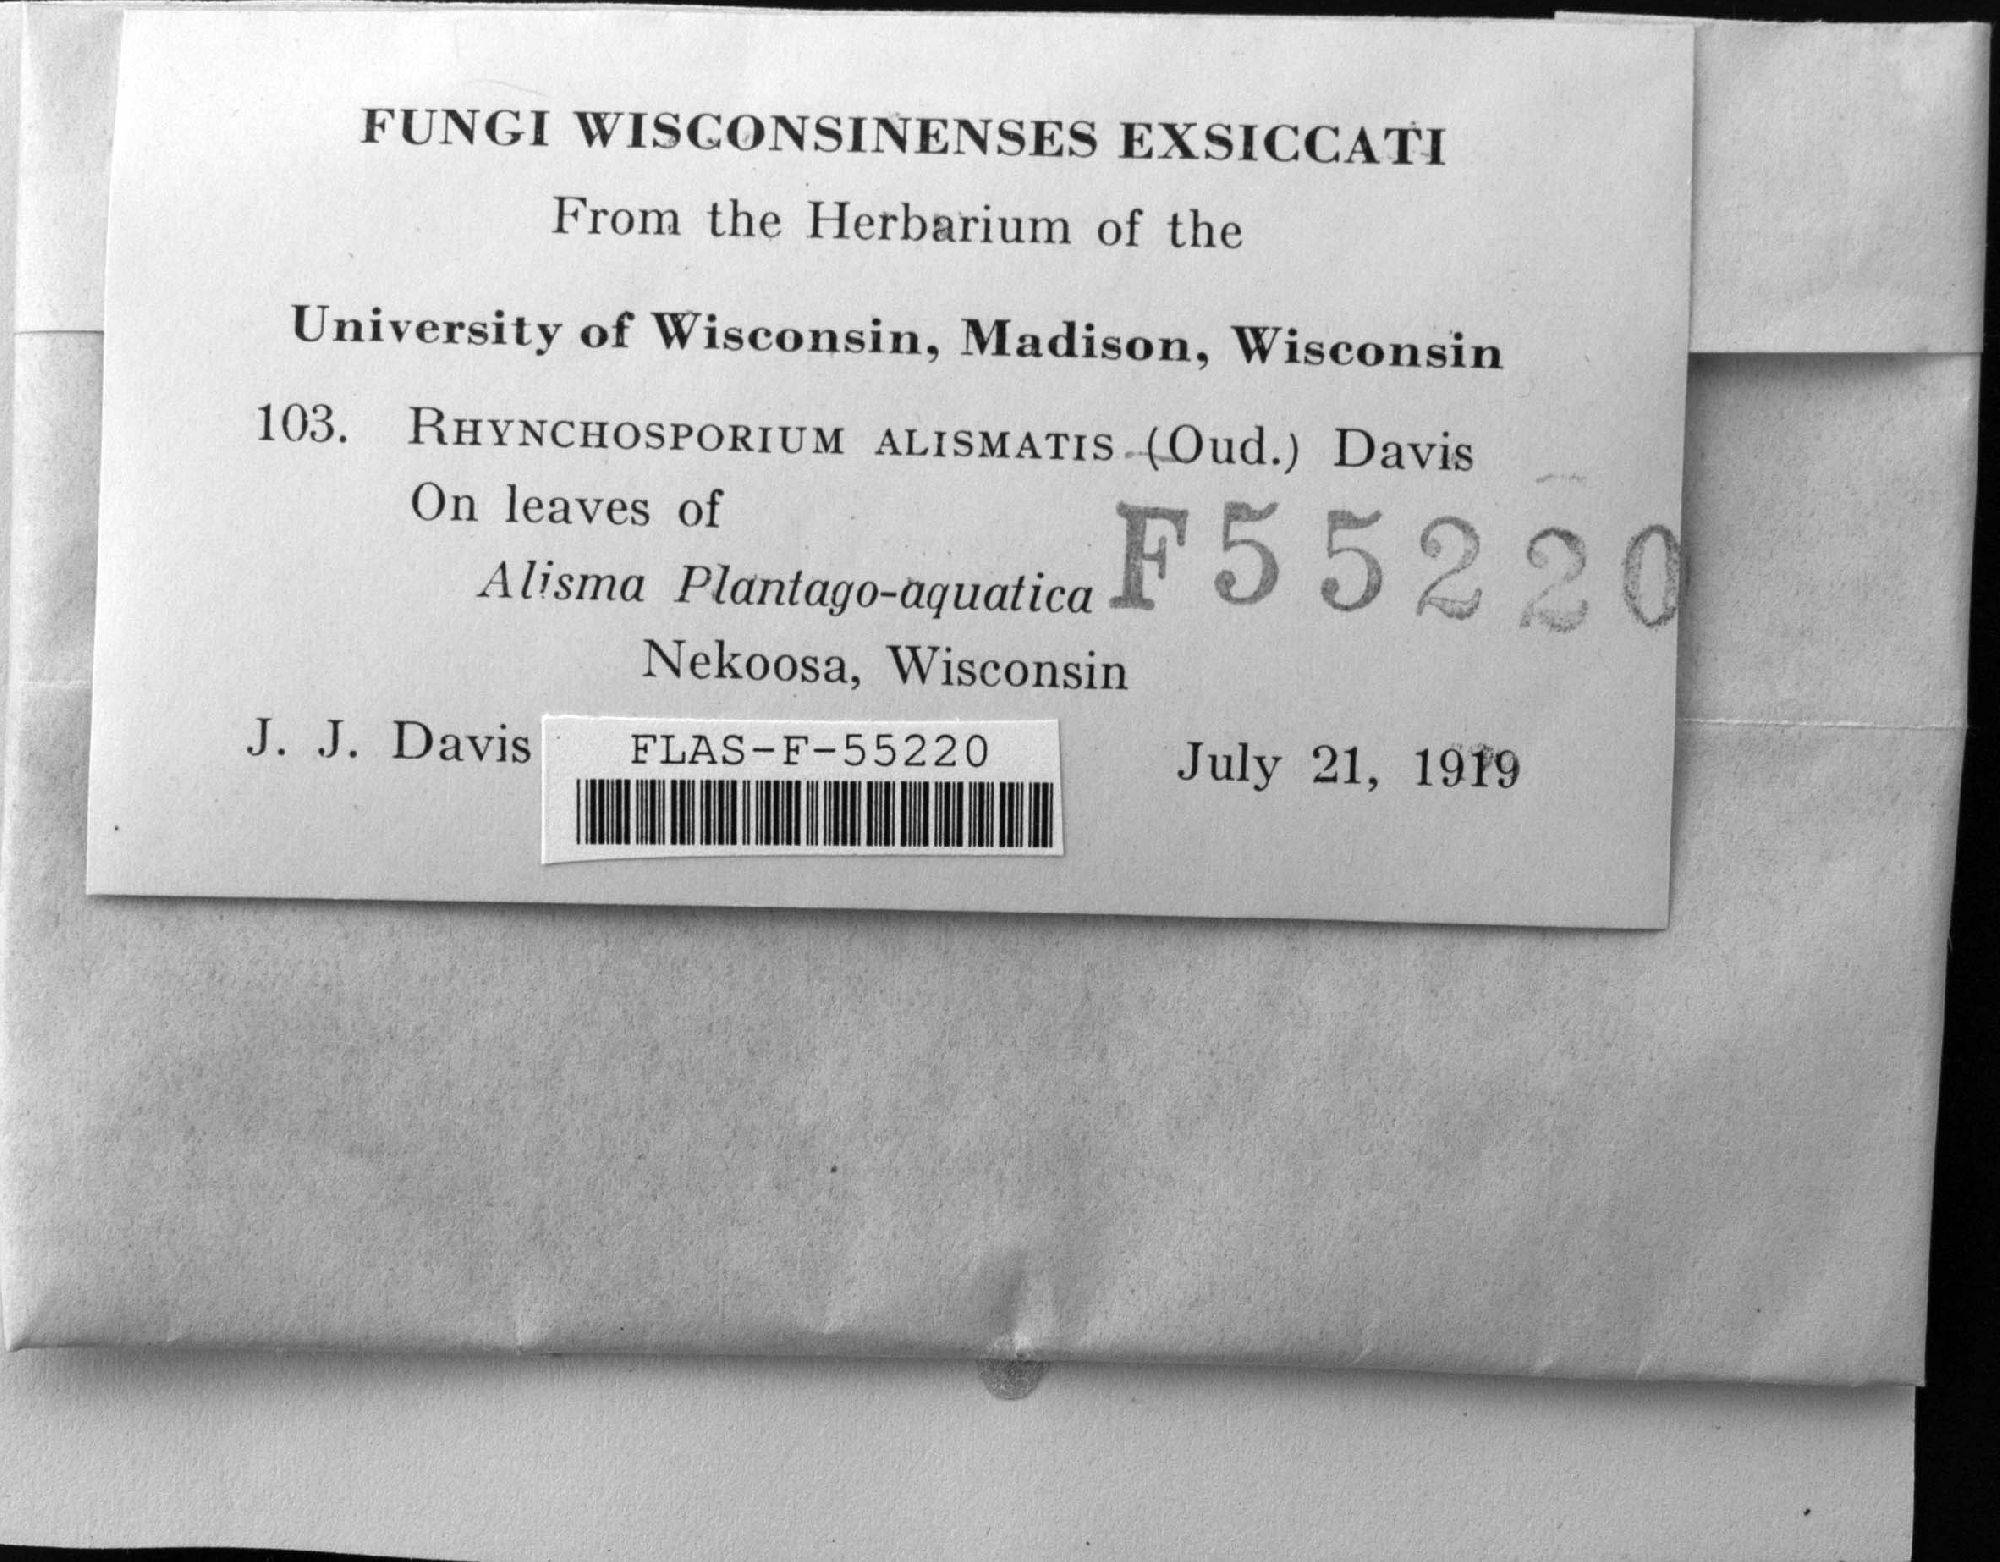 FUNGI WISCONSINENSES EXSICCATI
From the Herbarium of the
University of Wisconsin, Madison, Wisconsin
103. RHYNCHOSPORIUM ALISMATIS (Oud.) Davis
On leaves of
F55220
Alisma Plantago-aquatica
Nekoosa, Wisconsin
J. J. Davis
July 21, 1919
FLAS-F-55220